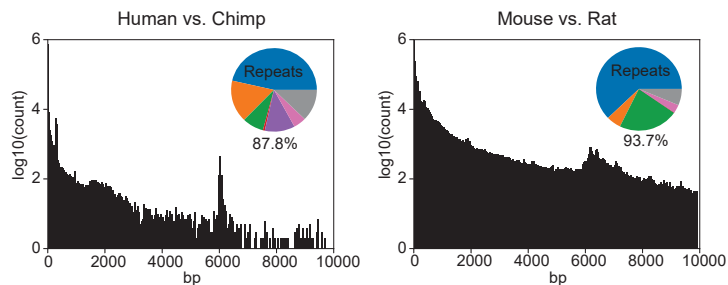 Human vs. Chimp
6
4
2
0
log10(count)
Repeats
87.8%
0
2000
4000
6000
8000
10000
bp
Mouse vs. Rat
6
4
2
0
log10(count)
Repeats
93.7%
0
2000
4000
6000
8000
10000
bp